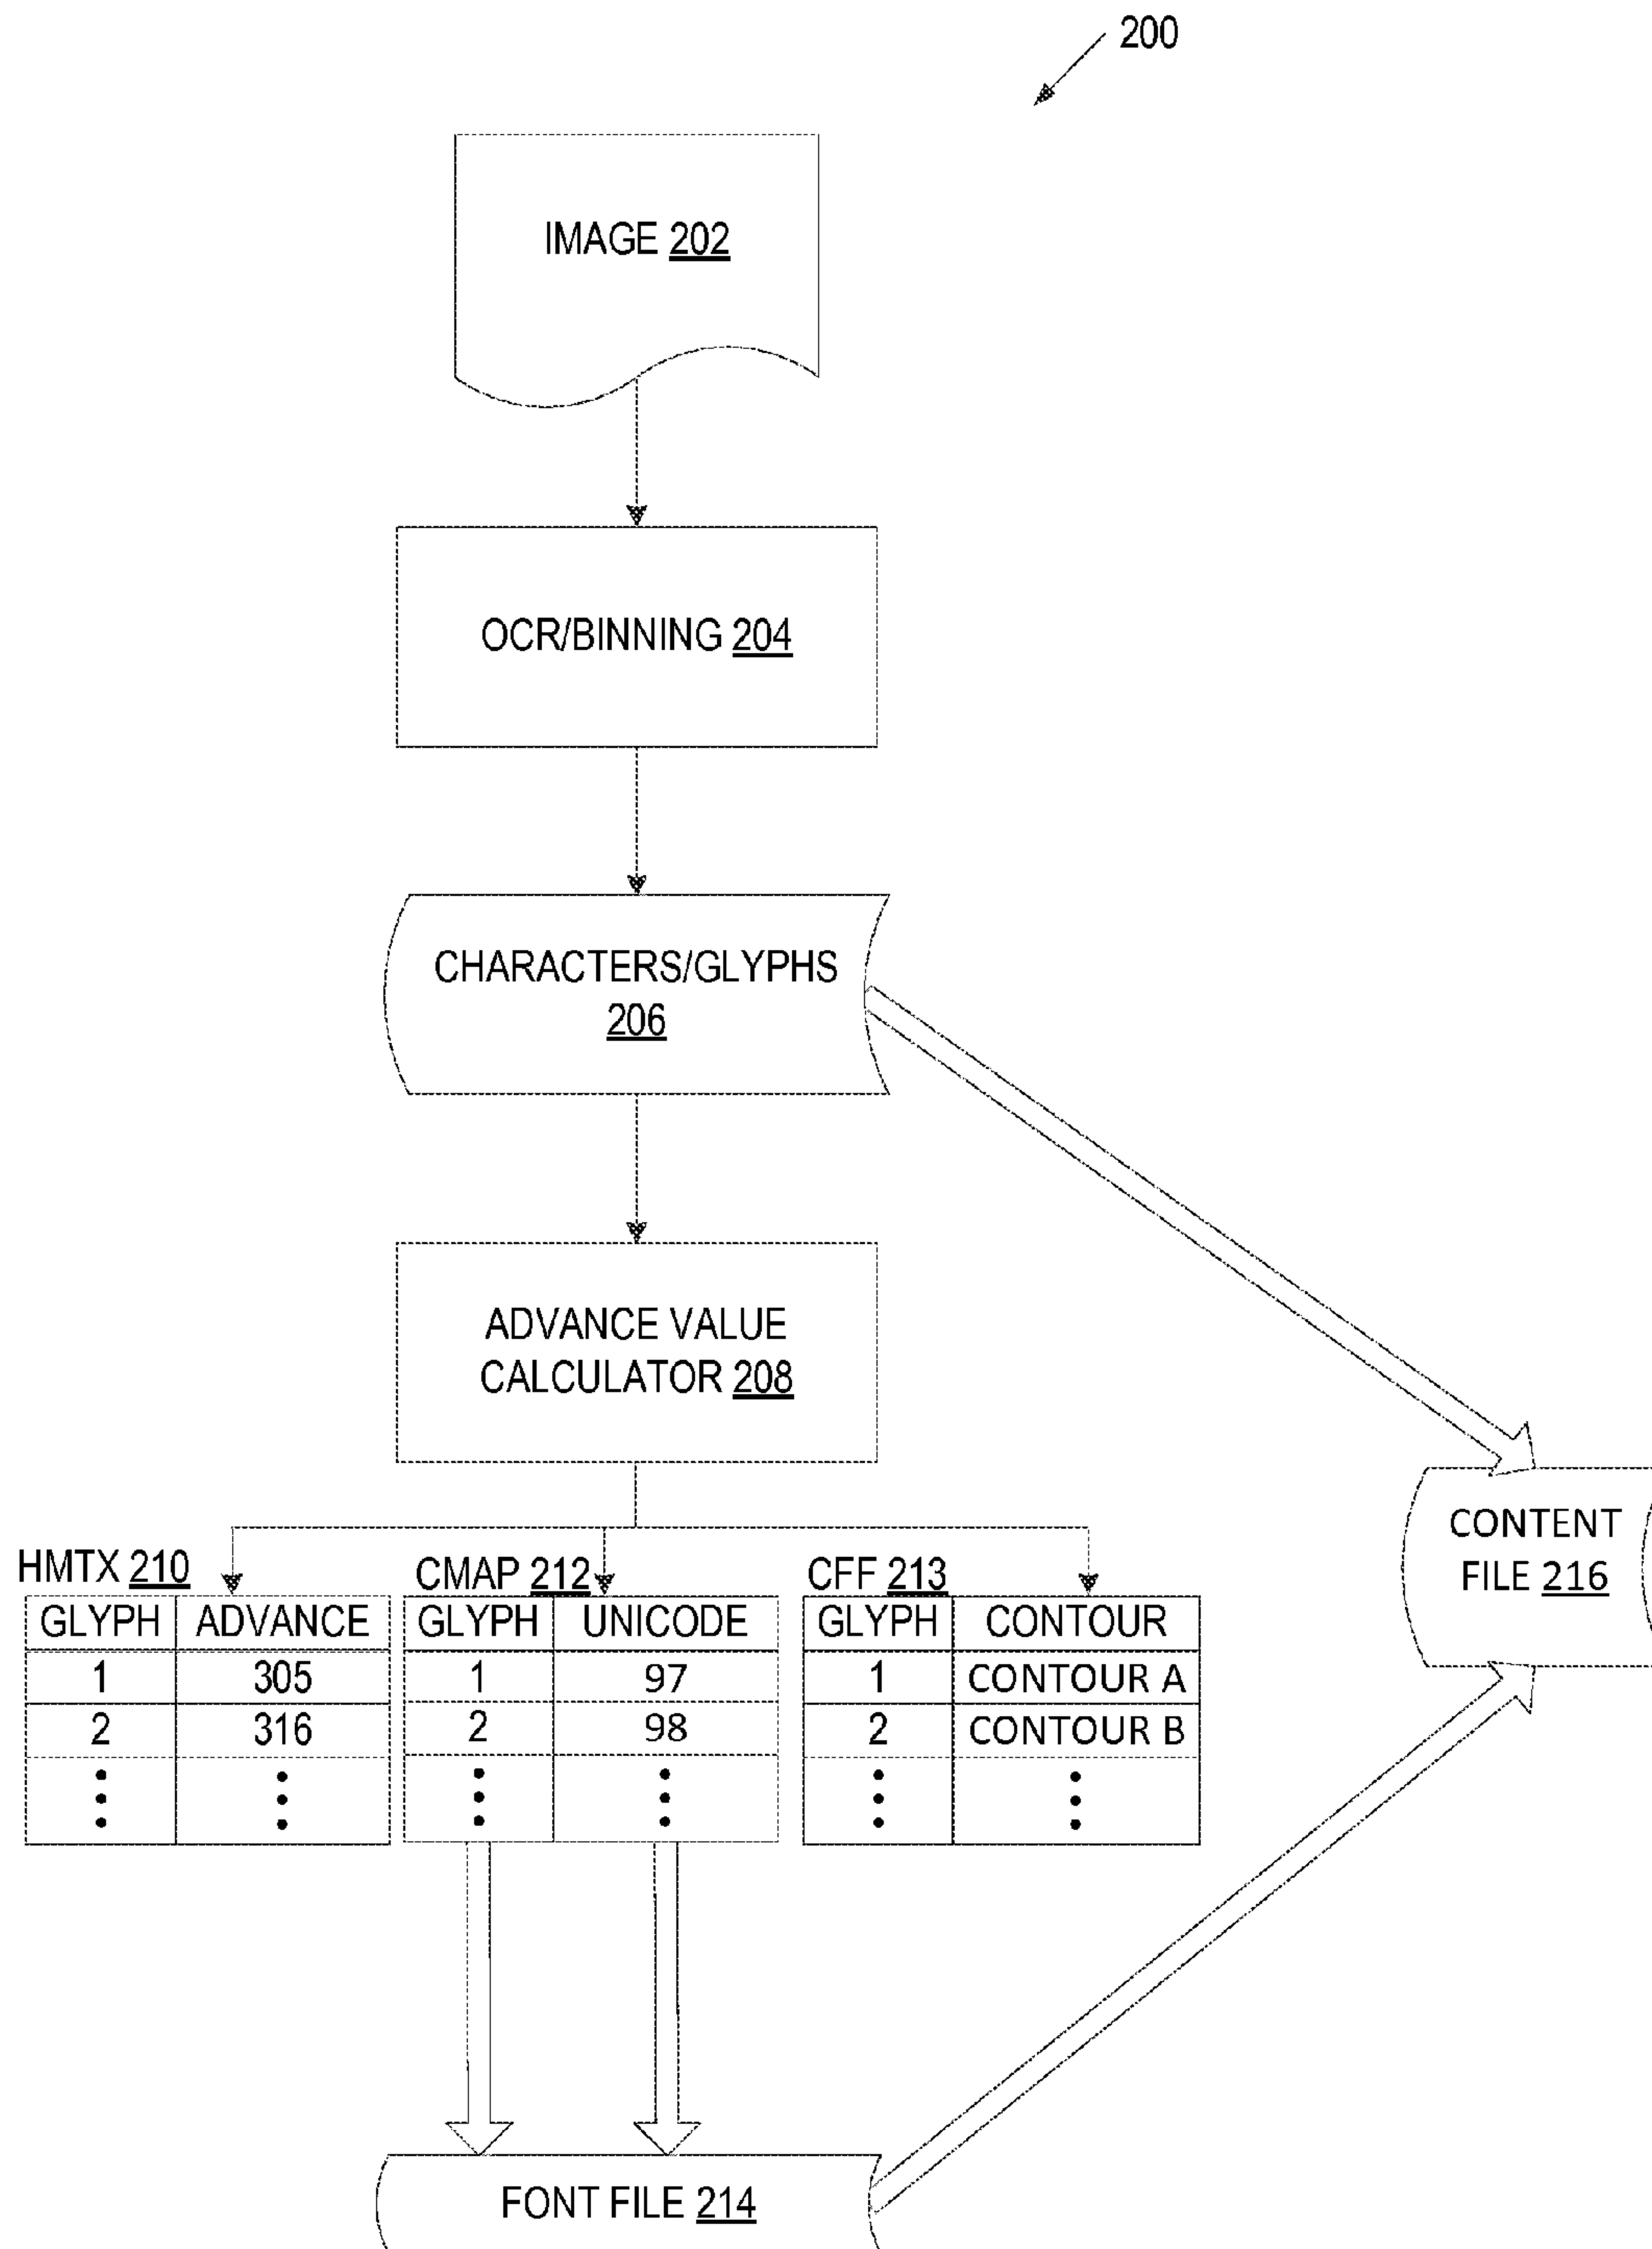 200
IMAGE 202
OCR/BINNING 204
CHARACTERS/GLYPHS
206
ADVANCE VALUE
CALCULATOR 208
CONTENT
FILE 216
HMTX 210
GLYPH ADVANCE
1 305
2 316
CMAP 212
GLYPH UNICODE
1 97
2 98
CFF 213
GLYPH CONTOUR
1 CONTOUR A
2 CONTOUR B
FONT FILE 214